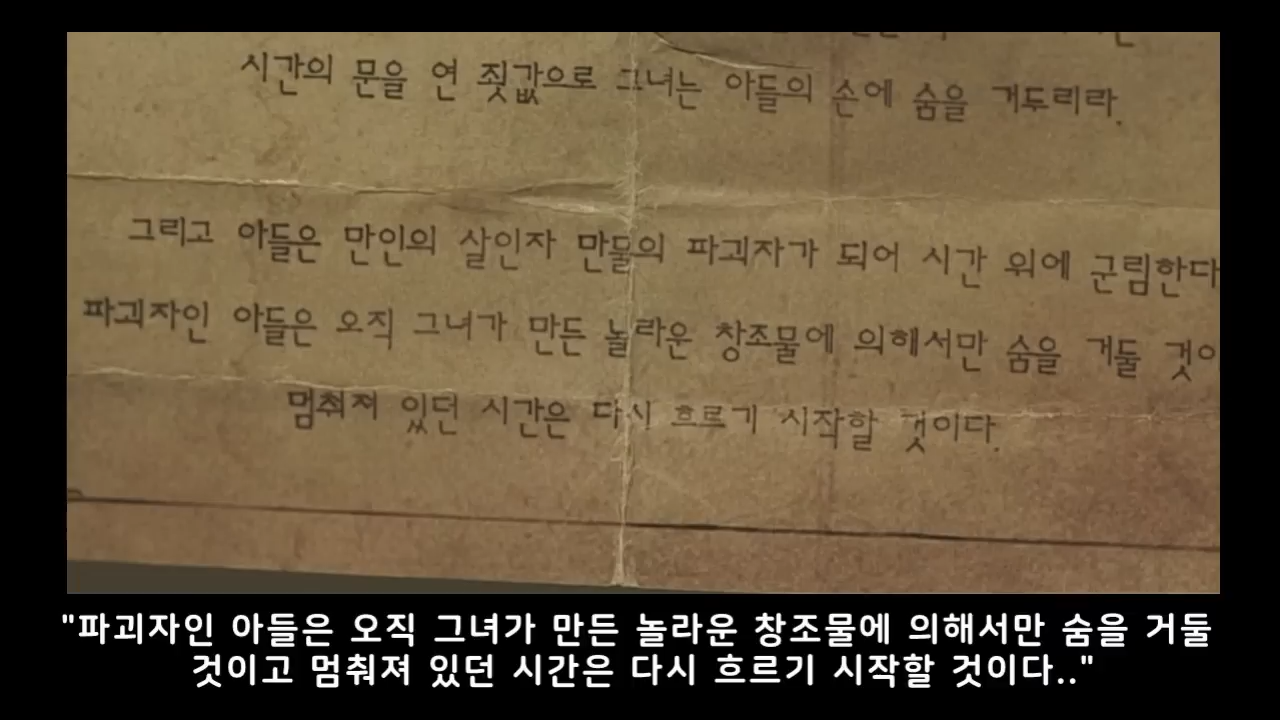 시간의 문을 연 죗값으로 그녀는 아들의 손에 숨을 거두리라.
그리고 아들은 만인의 살인자 만물의 파괴자가 되어 시간 위에 군림한다
파괴자인 아들은 오직 그녀가 만든 놀라운 창조물에 의해서만 숨을 거둘 것이
멈춰져 있던 시간은 다시 흐르기 시작할 것이다.
"파괴자인 아들은 오직 그녀가 만든 놀라운 창조물에 의해서만 숨을 거둘
것이고 멈춰져 있던 시간은 다시 흐르기 시작할 것이다.."